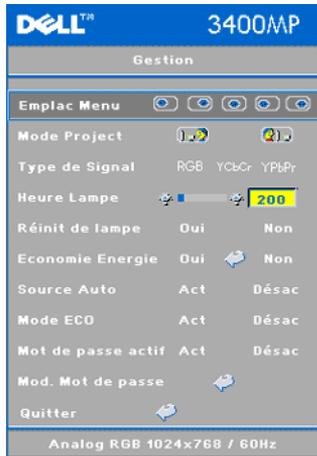 DELL™ 3400MP
Gestion
Emplac Menu
Mode Project
Type de Signal RGB YCbCr YPbPr
Heure Lampe 200
Réinit de lampe Oui Non
Economie Energie Oui Non
Source Auto Act Désac
Mode ECO Act Désac
Mot de passe actif Act Désac
Mod. Mot de passe
Quitter
Analog RGB 1024x768 / 60Hz